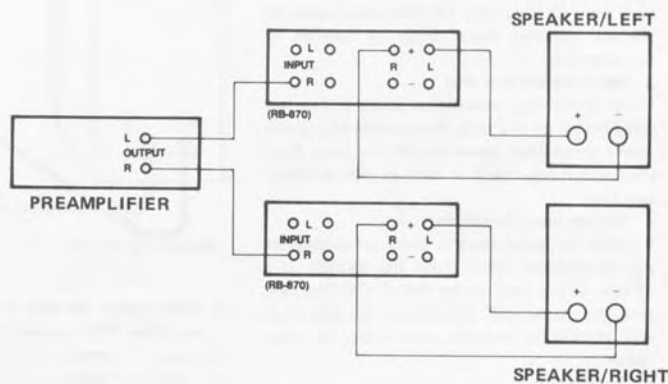 SPEAKER/LEFT
L
INPUT
R
+
R L
−
(RB-870)
+ −
L
OUTPUT
R
PREAMPLIFIER
L
INPUT
R
+
R L
−
(RB-870)
+ −
SPEAKER/RIGHT